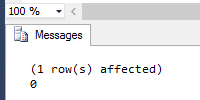 100 %
Messages
(1 row(s) affected)
0